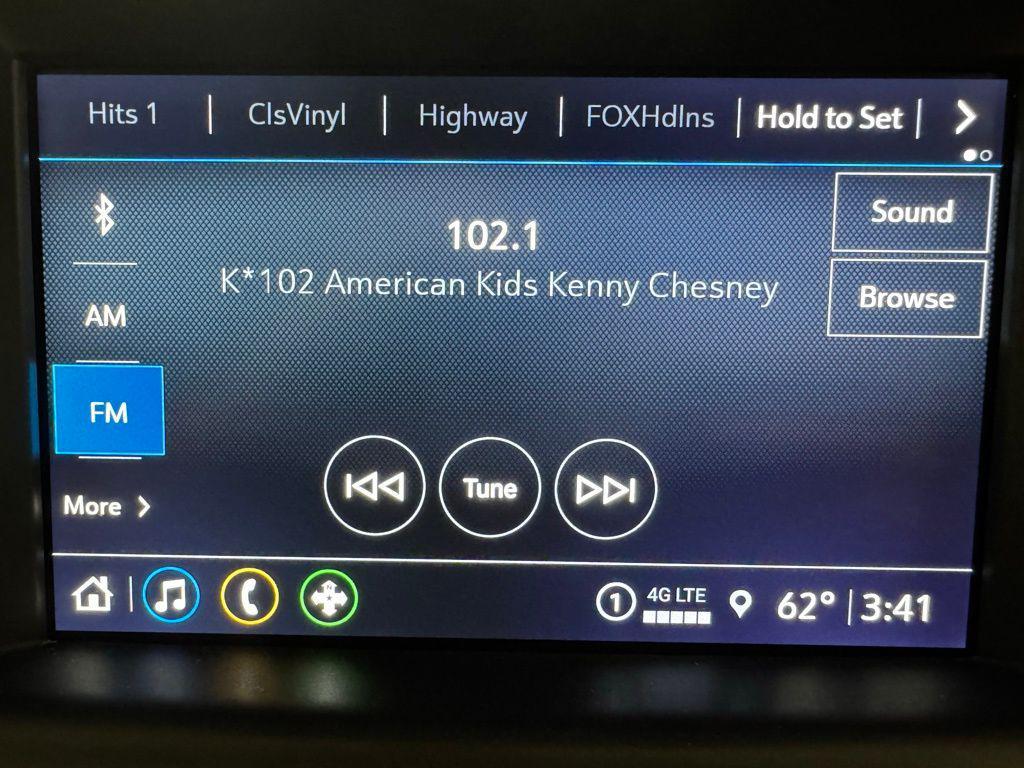 Hits 1 | ClsVinyl | Highway | FOXHdlns | Hold to Set |
Sound
102.1
K*102 American Kids Kenny Chesney
Browse
AM
FM
Tune
More
1 4G LTE 62° | 3:41